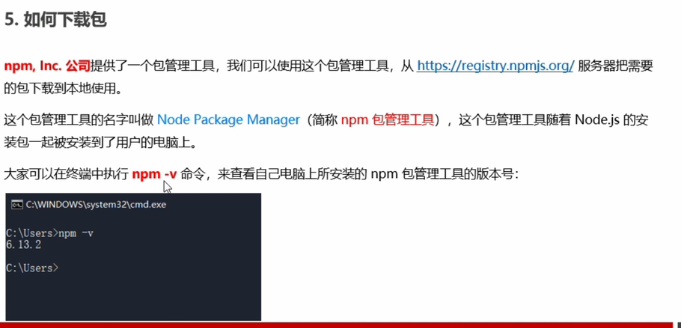 5. 如何下载包
npm, Inc. 公司提供了一个包管理工具，我们可以使用这个包管理工具，从 https://registry.npmjs.org/ 服务器把需要
的包下载到本地使用。
这个包管理工具的名字叫做 Node Package Manager（简称 npm 包管理工具），这个包管理工具随着 Node.js 的安
装包一起被安装到了用户的电脑上。
大家可以在终端中执行 npm -v 命令，来查看自己电脑上所安装的 npm 包管理工具的版本号：
C:\WINDOWS\system32\cmd.exe
C:\Users>npm -v
6.13.2
C:\Users>